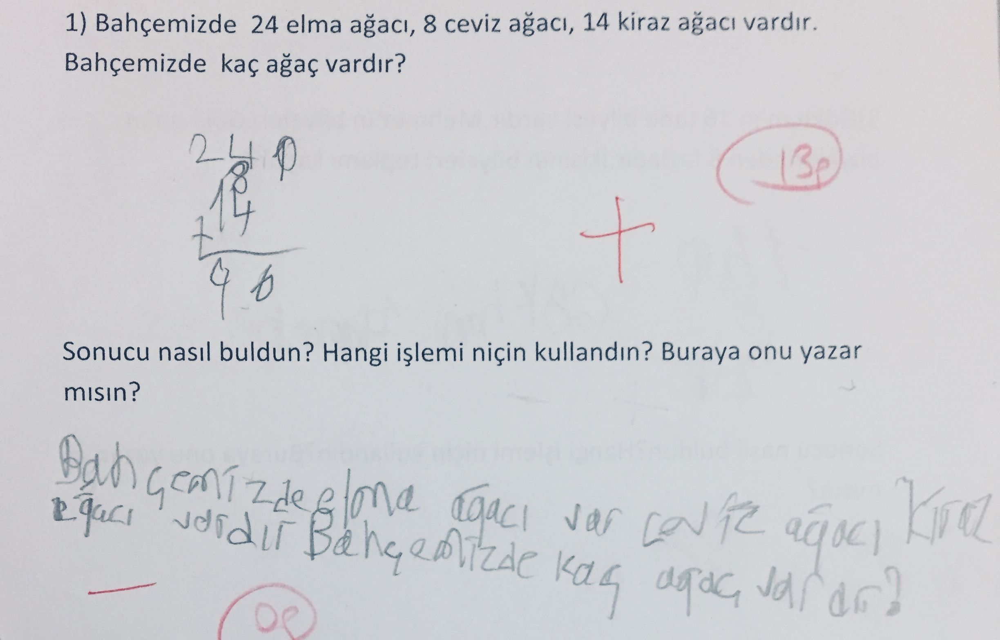 1) Bahçemizde 24 elma ağacı, 8 ceviz ağacı, 14 kiraz ağacı vardır.
Bahçemizde kaç ağaç vardır?
24
8
14
+
46
13p
+
Sonucu nasıl buldun? Hangi işlemi niçin kullandın? Buraya onu yazar
mısın?
Bahçemizde elma ağacı var ceviz ağacı Kiraz
ağacı vardır Bahçemizde kaç ağaç vardır?
0p